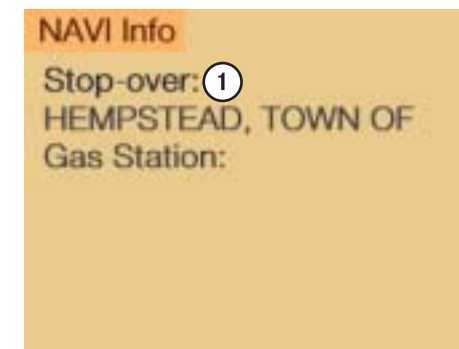 NAVI Info
Stop-over: 1
HEMPSTEAD, TOWN OF
Gas Station: